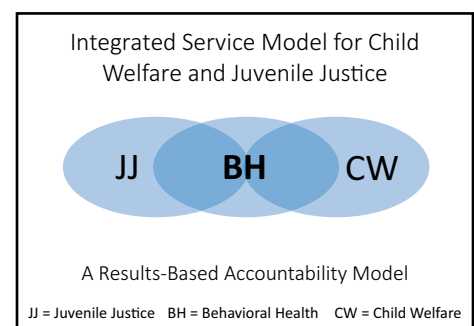 Integrated Service Model for Child
Welfare and Juvenile Justice
JJ BH CW
A Results-Based Accountability Model
JJ = Juvenile Justice BH = Behavioral Health CW = Child Welfare